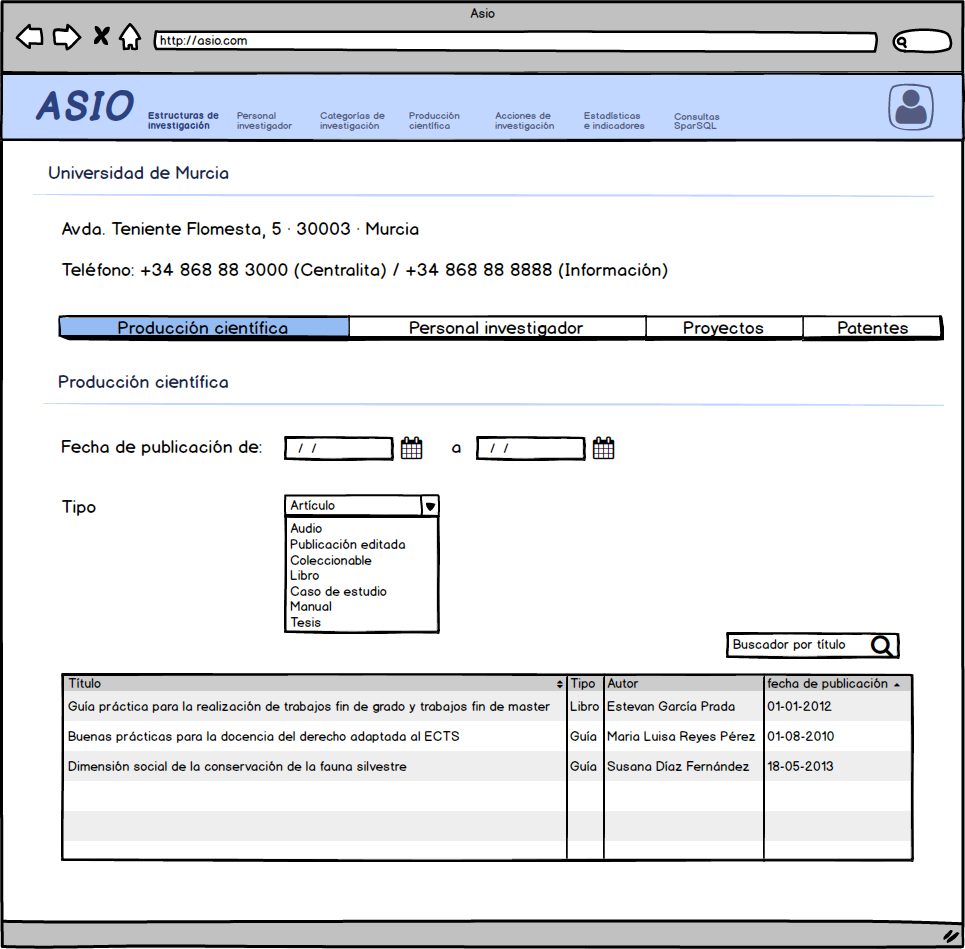 Asio
http://asio.com
ASIO
Estructuras de
investigación
Personal
investigador
Categorías de
investigación
Producción
científica
Acciones de
investigación
Estadísticas
e indicadores
Consultas
SparSQL
Universidad de Murcia
Avda. Teniente Flomesta, 5 · 30003 · Murcia
Teléfono: +34 868 88 3000 (Centralita) / +34 868 88 8888 (Información)
Producción científica Personal investigador Proyectos Patentes
Producción científica
Fecha de publicación de: / / a / /
Tipo Artículo
Audio
Publicación editada
Coleccionable
Libro
Caso de estudio
Manual
Tesis
Buscador por título
Título Tipo Autor fecha de publicación
Guía práctica para la realización de trabajos fin de grado y trabajos fin de master Libro Estevan García Prada 01-01-2012
Buenas prácticas para la docencia del derecho adaptada al ECTS Guía Maria Luisa Reyes Pérez 01-08-2010
Dimensión social de la conservación de la fauna silvestre Guía Susana Díaz Fernández 18-05-2013